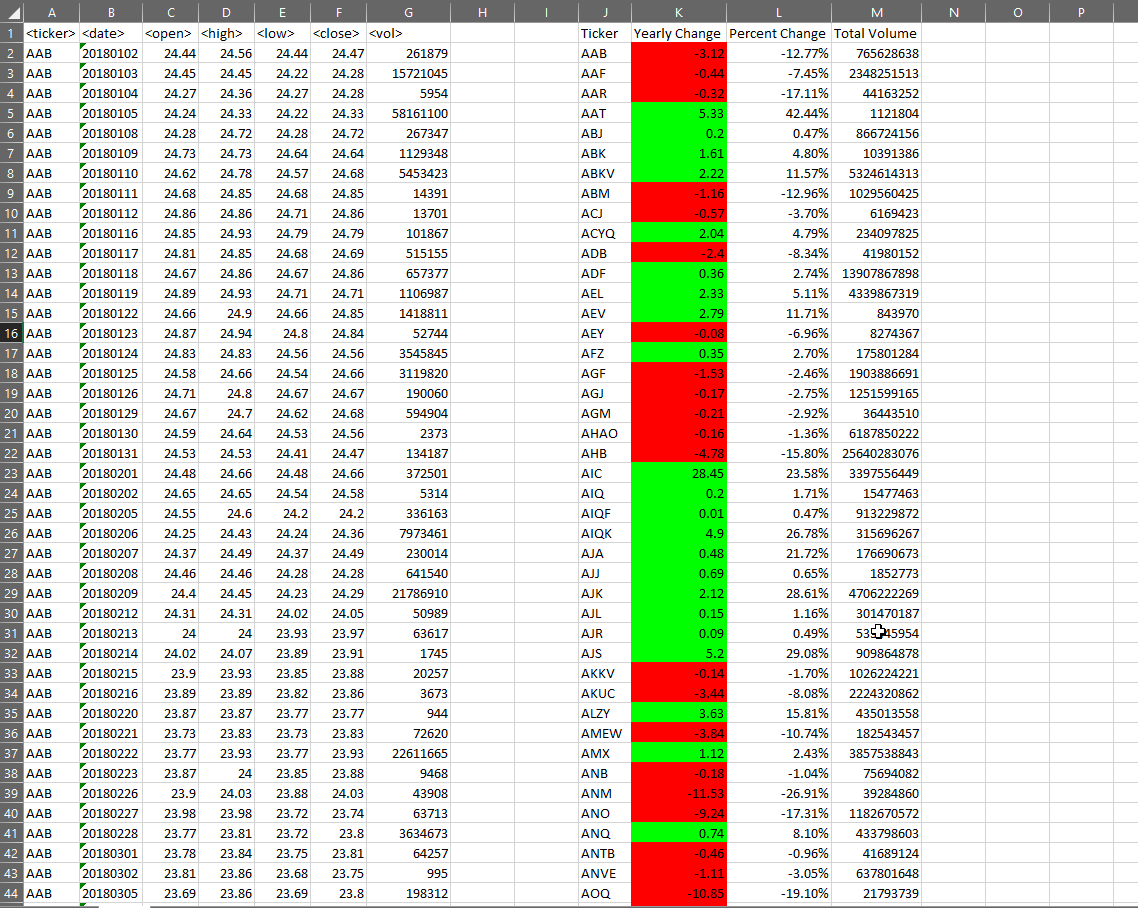 A B C D E F G H I J K L M N O P
1 <ticker> <date> <open> <high> <low> <close> <vol> Ticker Yearly Change Percent Change Total Volume
2 AAB 20180102 24.44 24.56 24.44 24.47 261879 AAB -3.12 -12.77% 765628638
3 AAB 20180103 24.45 24.45 24.22 24.28 15721045 AAF -0.44 -7.45% 2348251513
4 AAB 20180104 24.27 24.36 24.27 24.28 5954 AAR -0.32 -17.11% 44163252
5 AAB 20180105 24.24 24.33 24.22 24.33 58161100 AAT 5.33 42.44% 1121804
6 AAB 20180108 24.28 24.72 24.28 24.72 267347 ABJ 0.2 0.47% 866724156
7 AAB 20180109 24.73 24.73 24.64 24.64 1129348 ABK 1.61 4.80% 10391386
8 AAB 20180110 24.62 24.78 24.57 24.68 5453423 ABKV 2.22 11.57% 5324614313
9 AAB 20180111 24.68 24.85 24.68 24.85 14391 ABM -1.16 -12.96% 1029560425
10 AAB 20180112 24.86 24.86 24.71 24.86 13701 ACJ -0.57 -3.70% 6169423
11 AAB 20180116 24.85 24.93 24.79 24.79 101867 ACYQ 2.04 4.79% 234097825
12 AAB 20180117 24.81 24.85 24.68 24.69 515155 ADB -2.4 -8.34% 41980152
13 AAB 20180118 24.67 24.86 24.67 24.86 657377 ADF 0.36 2.74% 13907867898
14 AAB 20180119 24.89 24.93 24.71 24.71 1106987 AEL 2.33 5.11% 4339867319
15 AAB 20180122 24.66 24.9 24.66 24.85 1418811 AEV 2.79 11.71% 843970
16 AAB 20180123 24.87 24.94 24.8 24.84 52744 AEY -0.08 -6.96% 8274367
17 AAB 20180124 24.83 24.83 24.56 24.56 3545845 AFZ 0.35 2.70% 175801284
18 AAB 20180125 24.58 24.66 24.54 24.66 3119820 AGF -1.53 -2.46% 1903886691
19 AAB 20180126 24.71 24.8 24.67 24.67 190060 AGJ -0.17 -2.75% 1251599165
20 AAB 20180129 24.67 24.7 24.62 24.68 594904 AGM -0.21 -2.92% 36443510
21 AAB 20180130 24.59 24.64 24.53 24.56 2373 AHAO -0.16 -1.36% 6187850222
22 AAB 20180131 24.53 24.53 24.41 24.47 134187 AHB -4.78 -15.80% 25640283076
23 AAB 20180201 24.48 24.66 24.48 24.66 372501 AIC 28.45 23.58% 3397556449
24 AAB 20180202 24.65 24.65 24.54 24.58 5314 AIQ 0.2 1.71% 15477463
25 AAB 20180205 24.55 24.6 24.2 24.2 336163 AIQF 0.01 0.47% 913229872
26 AAB 20180206 24.25 24.43 24.24 24.36 7973461 AIQK 4.9 26.78% 315696267
27 AAB 20180207 24.37 24.49 24.37 24.49 230014 AJA 0.48 21.72% 176690673
28 AAB 20180208 24.46 24.46 24.28 24.28 641540 AJJ 0.69 0.65% 1852773
29 AAB 20180209 24.4 24.45 24.23 24.29 21786910 AJK 2.12 28.61% 4706222269
30 AAB 20180212 24.31 24.31 24.02 24.05 50989 AJL 0.15 1.16% 301470187
31 AAB 20180213 24 24 23.93 23.97 63617 AJR 0.09 0.49%
32 AAB 20180214 24.02 24.07 23.89 23.91 1745 AJS 5.2 29.08% 909864878
33 AAB 20180215 23.9 23.93 23.85 23.88 20257 AKKV -0.14 -1.70% 1026224221
34 AAB 20180216 23.89 23.89 23.82 23.86 3673 AKUC -3.44 -8.08% 2224320862
35 AAB 20180220 23.87 23.87 23.77 23.77 944 ALZY 3.63 15.81% 435013558
36 AAB 20180221 23.73 23.83 23.73 23.83 72620 AMEW -3.84 -10.74% 182543457
37 AAB 20180222 23.77 23.93 23.77 23.93 22611665 AMX 1.12 2.43% 3857538843
38 AAB 20180223 23.87 24 23.85 23.88 9468 ANB -0.18 -1.04% 75694082
39 AAB 20180226 23.9 24.03 23.88 24.03 43908 ANM -11.53 -26.91% 39284860
40 AAB 20180227 23.98 23.98 23.72 23.74 63713 ANO -9.24 -17.31% 1182670572
41 AAB 20180228 23.77 23.81 23.72 23.8 3634673 ANQ 0.74 8.10% 433798603
42 AAB 20180301 23.78 23.84 23.75 23.81 64257 ANTB -0.46 -0.96% 41689124
43 AAB 20180302 23.81 23.86 23.68 23.75 995 ANVE -1.11 -3.05% 637801648
44 AAB 20180305 23.69 23.86 23.69 23.8 198312 AOQ -10.85 -19.10% 21793739